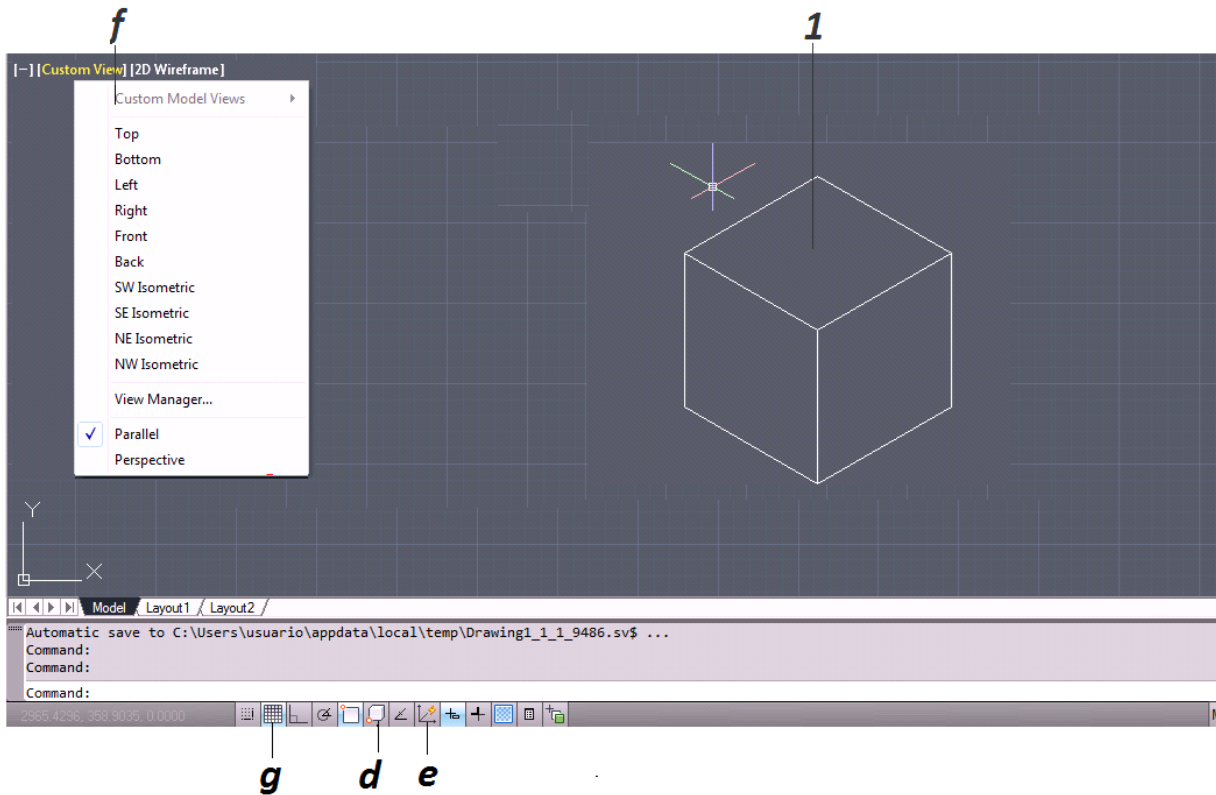 f
1
[−] [Custom View] [2D Wireframe]
Custom Model Views
Top
Bottom
Left
Right
Front
Back
SW Isometric
SE Isometric
NE Isometric
NW Isometric
View Manager...
Parallel
Perspective
Y
X
Model Layout1 Layout2
Automatic save to C:\Users\usuario\appdata\local\temp\Drawing1_1_1_9486.sv$ ...
Command:
Command:
Command:
2965.4296, 358.9035, 0.0000
g d e